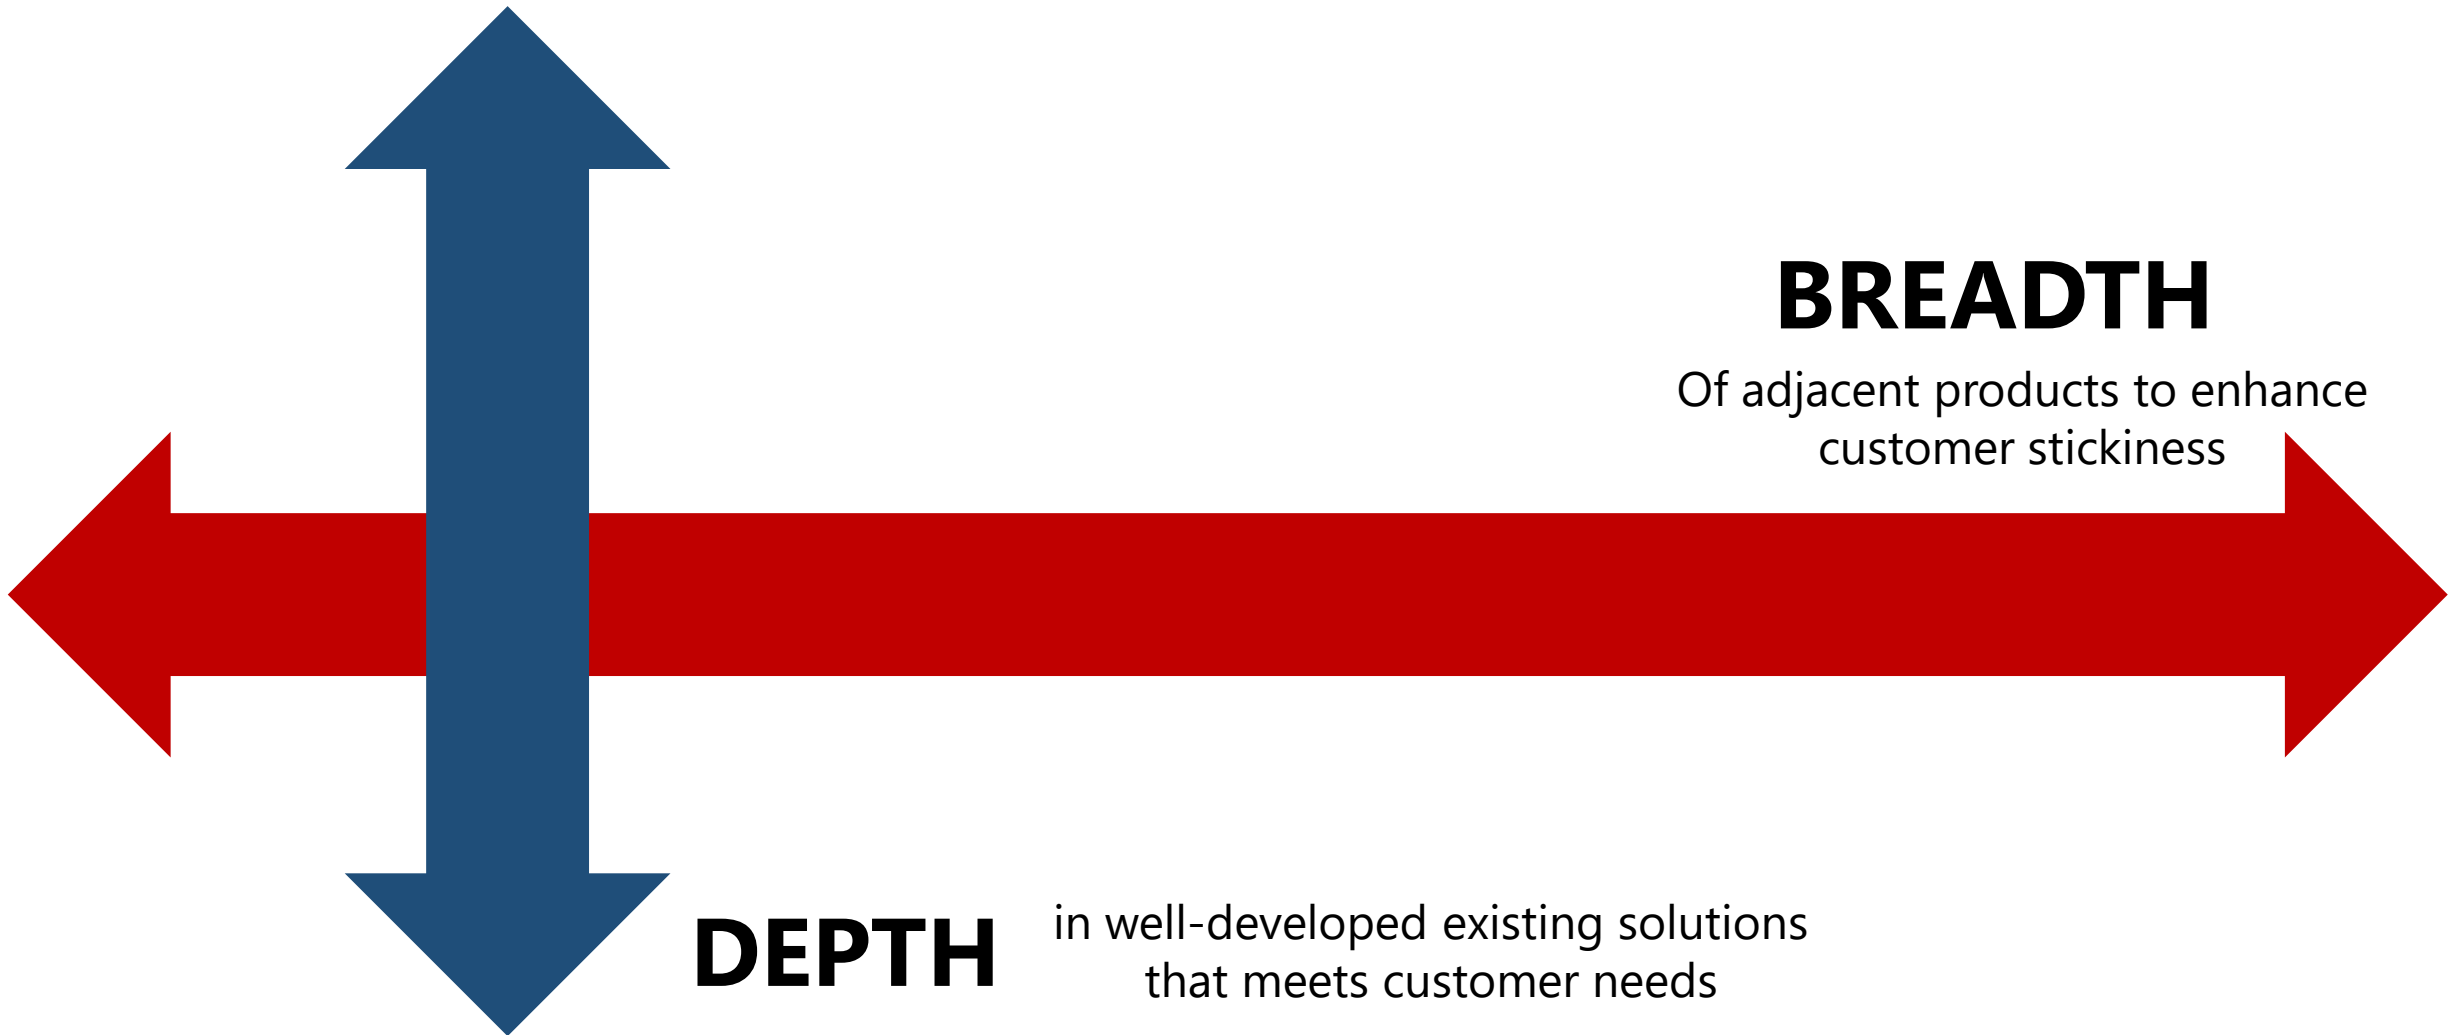 BREADTH
Of adjacent products to enhance
customer stickiness
DEPTH
in well-developed existing solutions
that meets customer needs